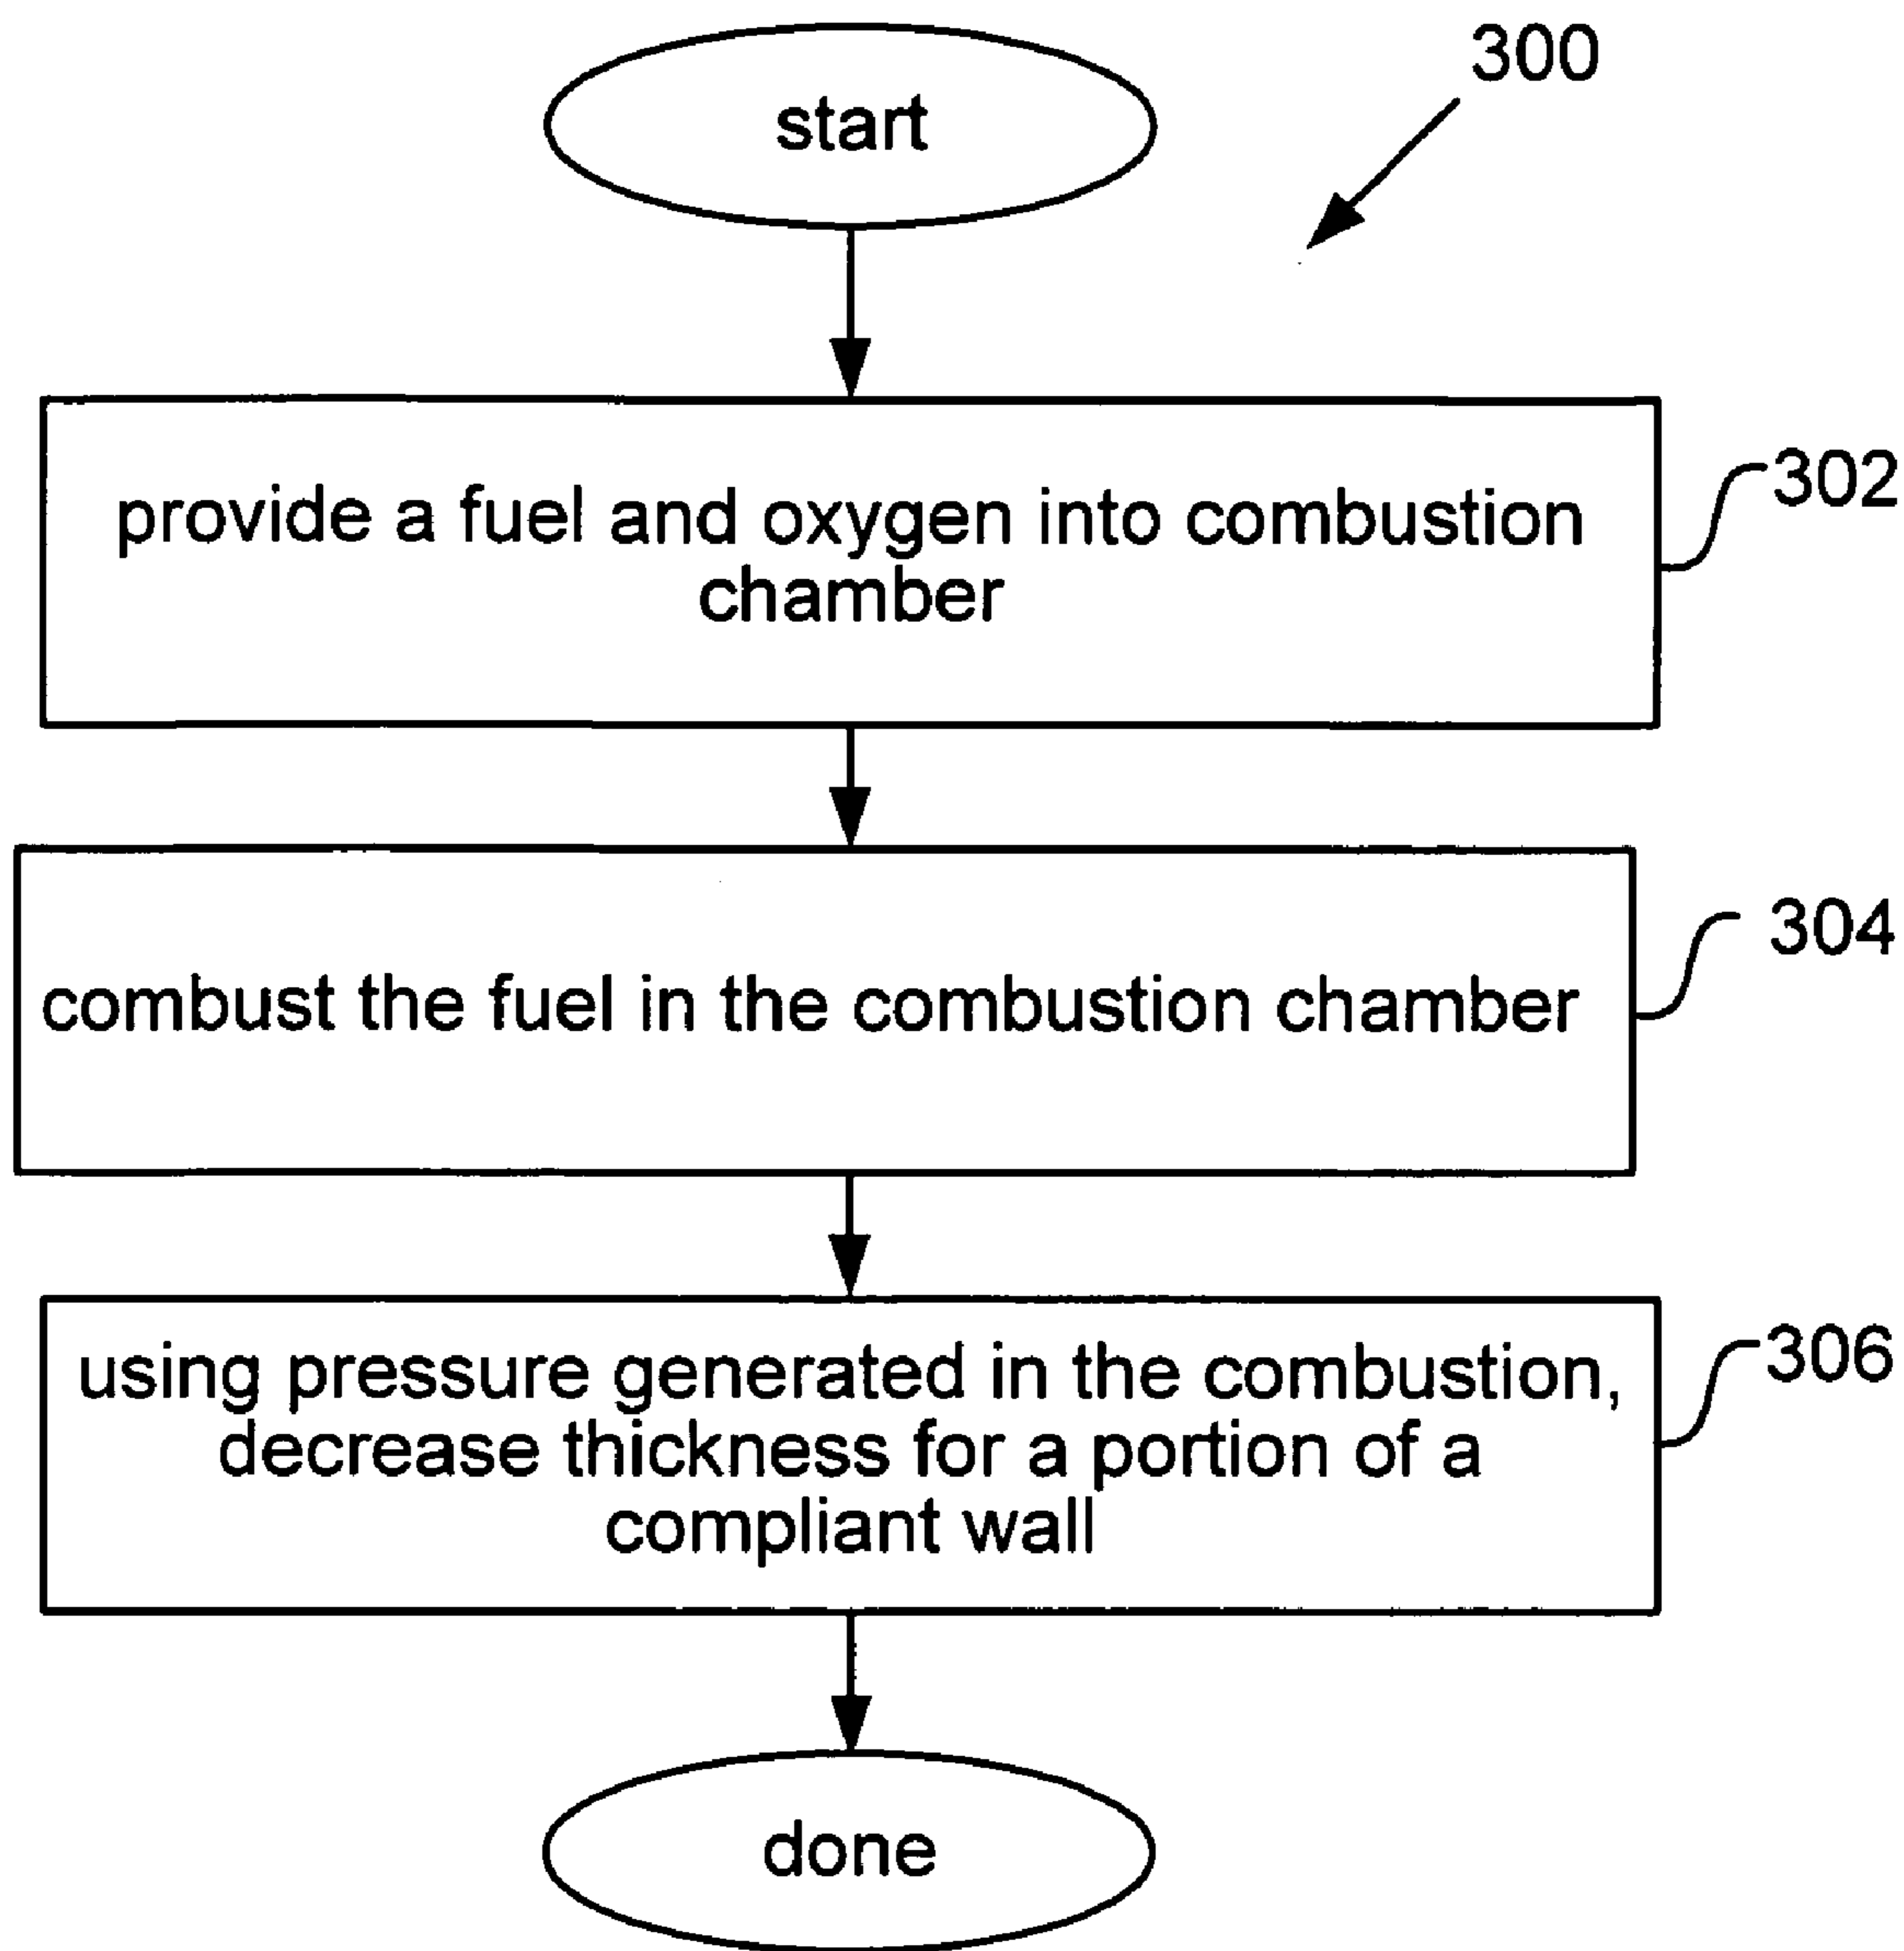 start
300
provide a fuel and oxygen into combustion
chamber
302
combust the fuel in the combustion chamber
304
using pressure generated in the combustion,
decrease thickness for a portion of a
compliant wall
306
done